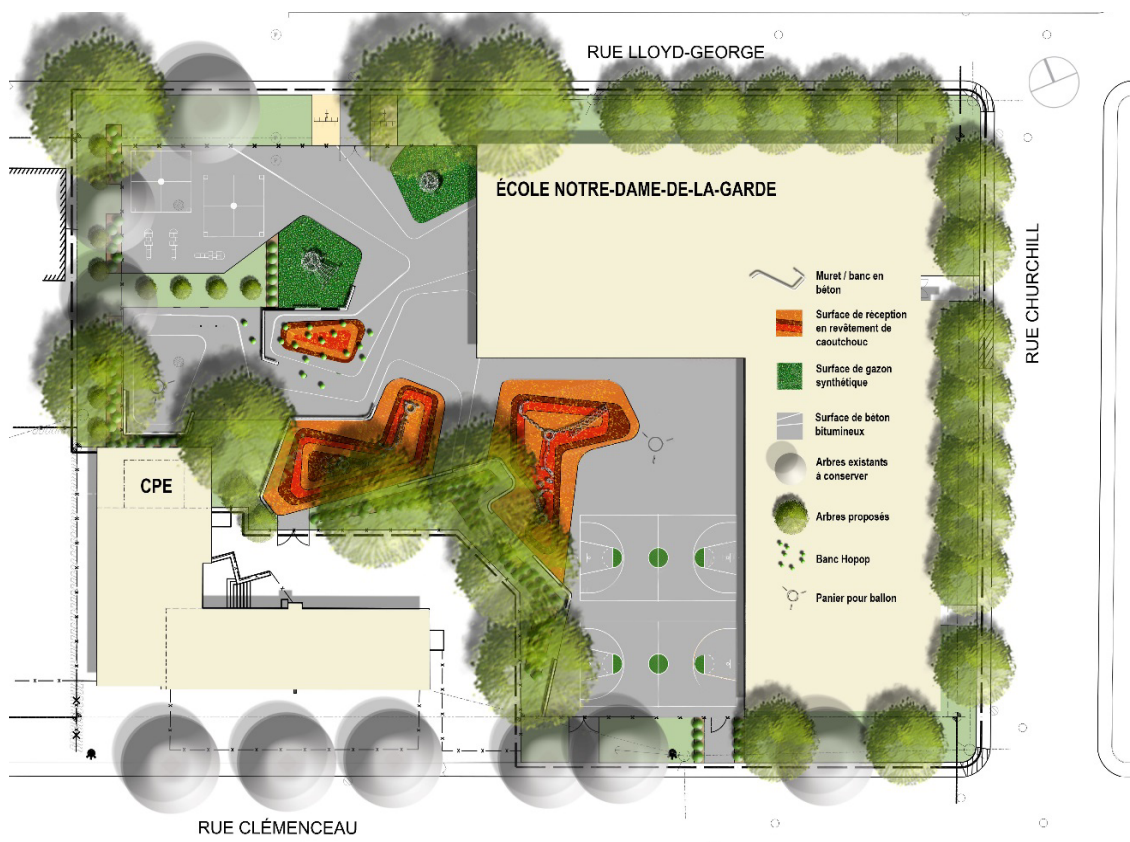 RUE LLOYD-GEORGE
ÉCOLE NOTRE-DAME-DE-LA-GARDE
RUE CHURCHILL
Muret / banc en
béton
Surface de réception
en revêtement de
caoutchouc
Surface de gazon
synthétique
Surface de béton
bitumineux
Arbres existants
à conserver
Arbres proposés
Banc Hopop
Panier pour ballon
CPE
RUE CLÉMENCEAU